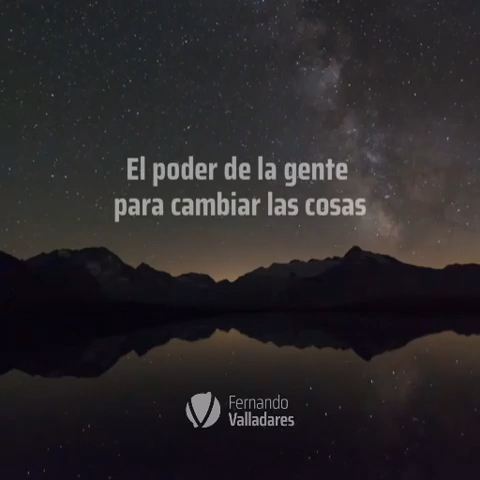 El poder de la gente
para cambiar las cosas
Fernando
Valladares